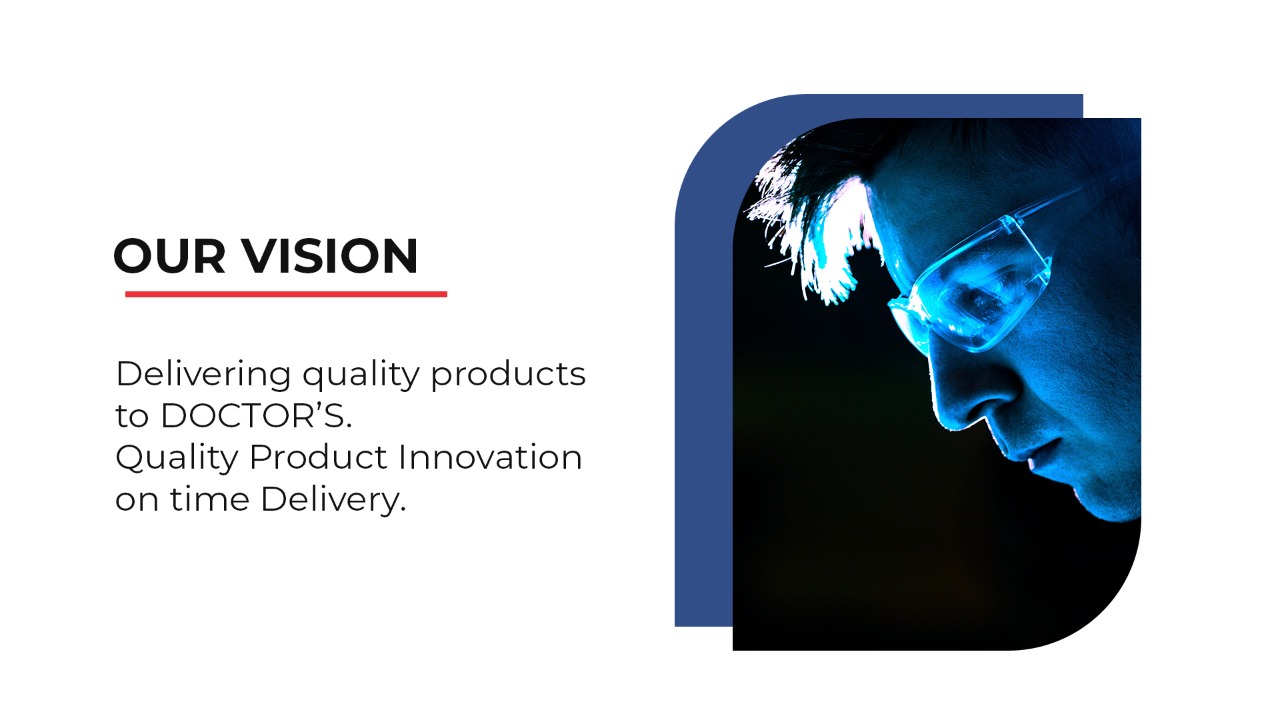 OUR VISION
Delivering quality products
to DOCTOR’S.
Quality Product Innovation
on time Delivery.